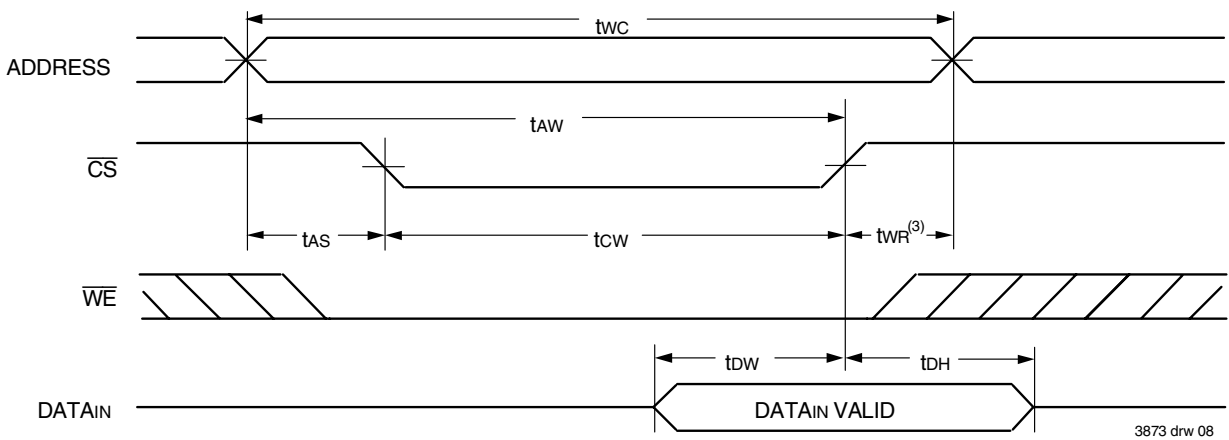 tWC
ADDRESS
tAW
CS
tAS
tCW
tWR(3)
WE
tDW
tDH
DATAIN
DATAIN VALID
3873 drw 08